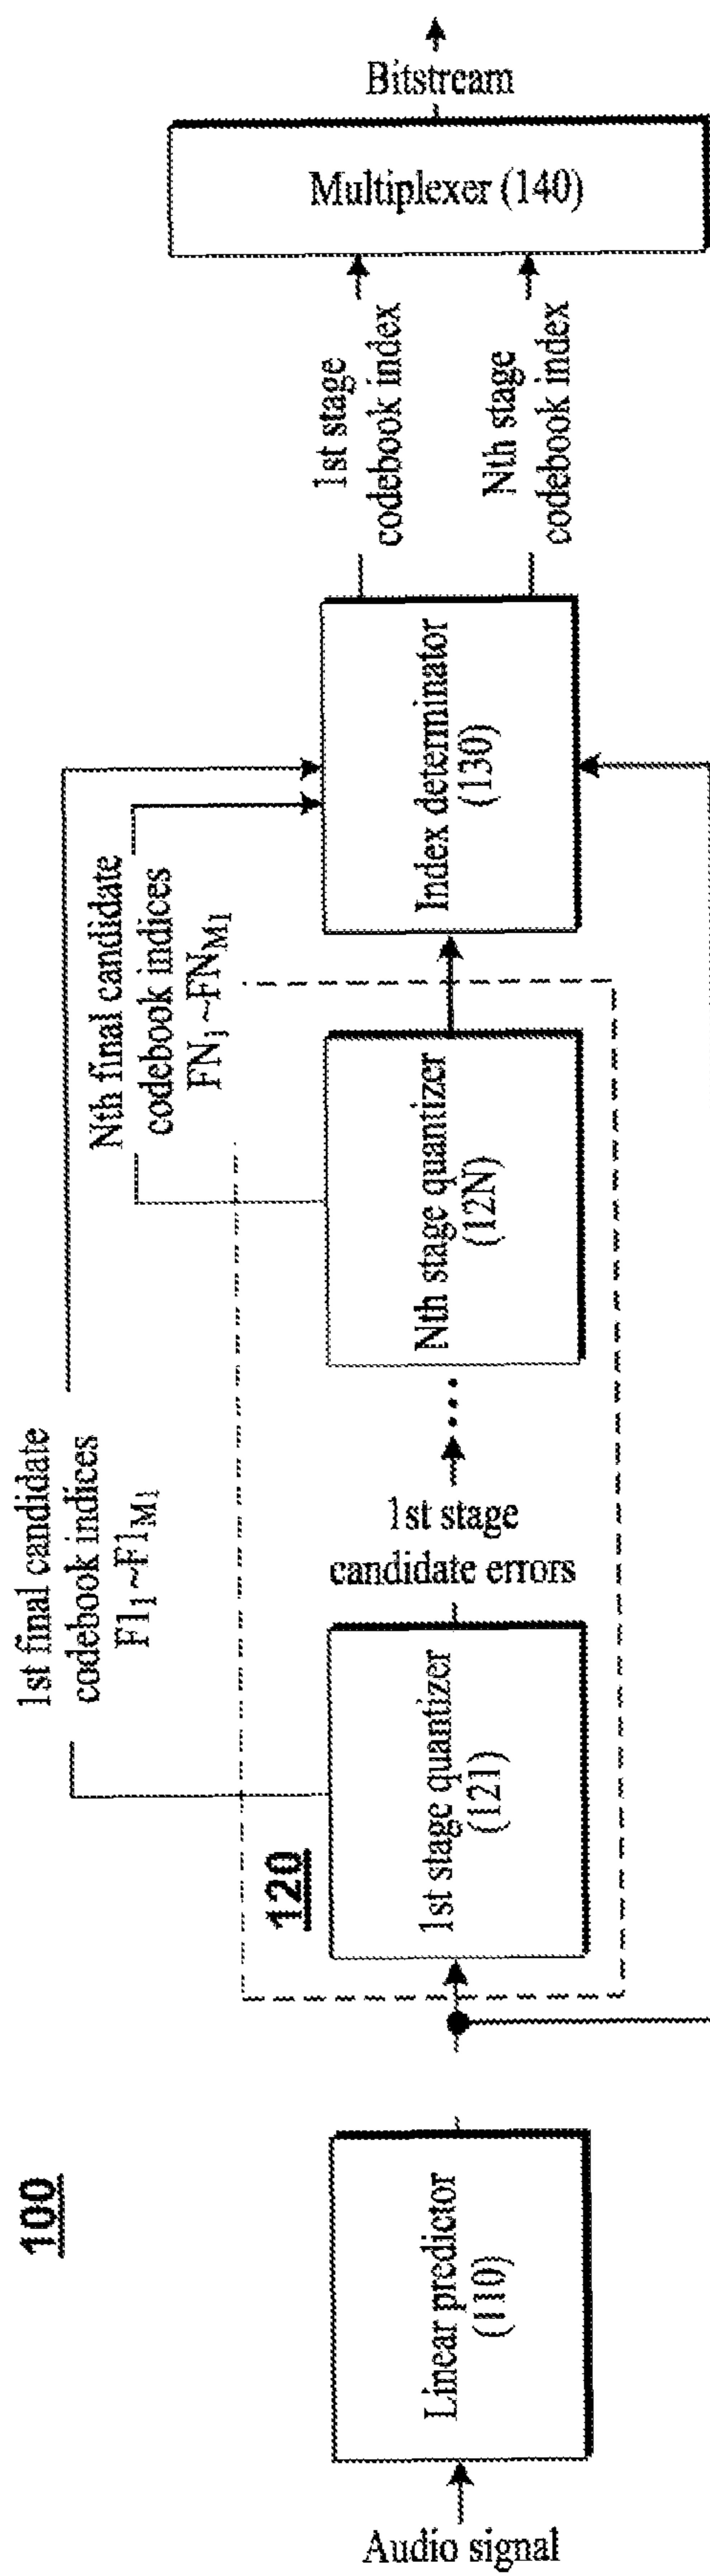 100
Audio signal
Linear predictor
(110)
120
1st stage quantizer
(121)
1st final candidate
codebook indices
F1₁~F1_M₁
1st stage
candidate errors
...
Nth stage quantizer
(12N)
Nth final candidate
codebook indices
FN₁~FN_M₁
Index determinator
(130)
1st stage
codebook index
Nth stage
codebook index
Multiplexer (140)
Bitstream